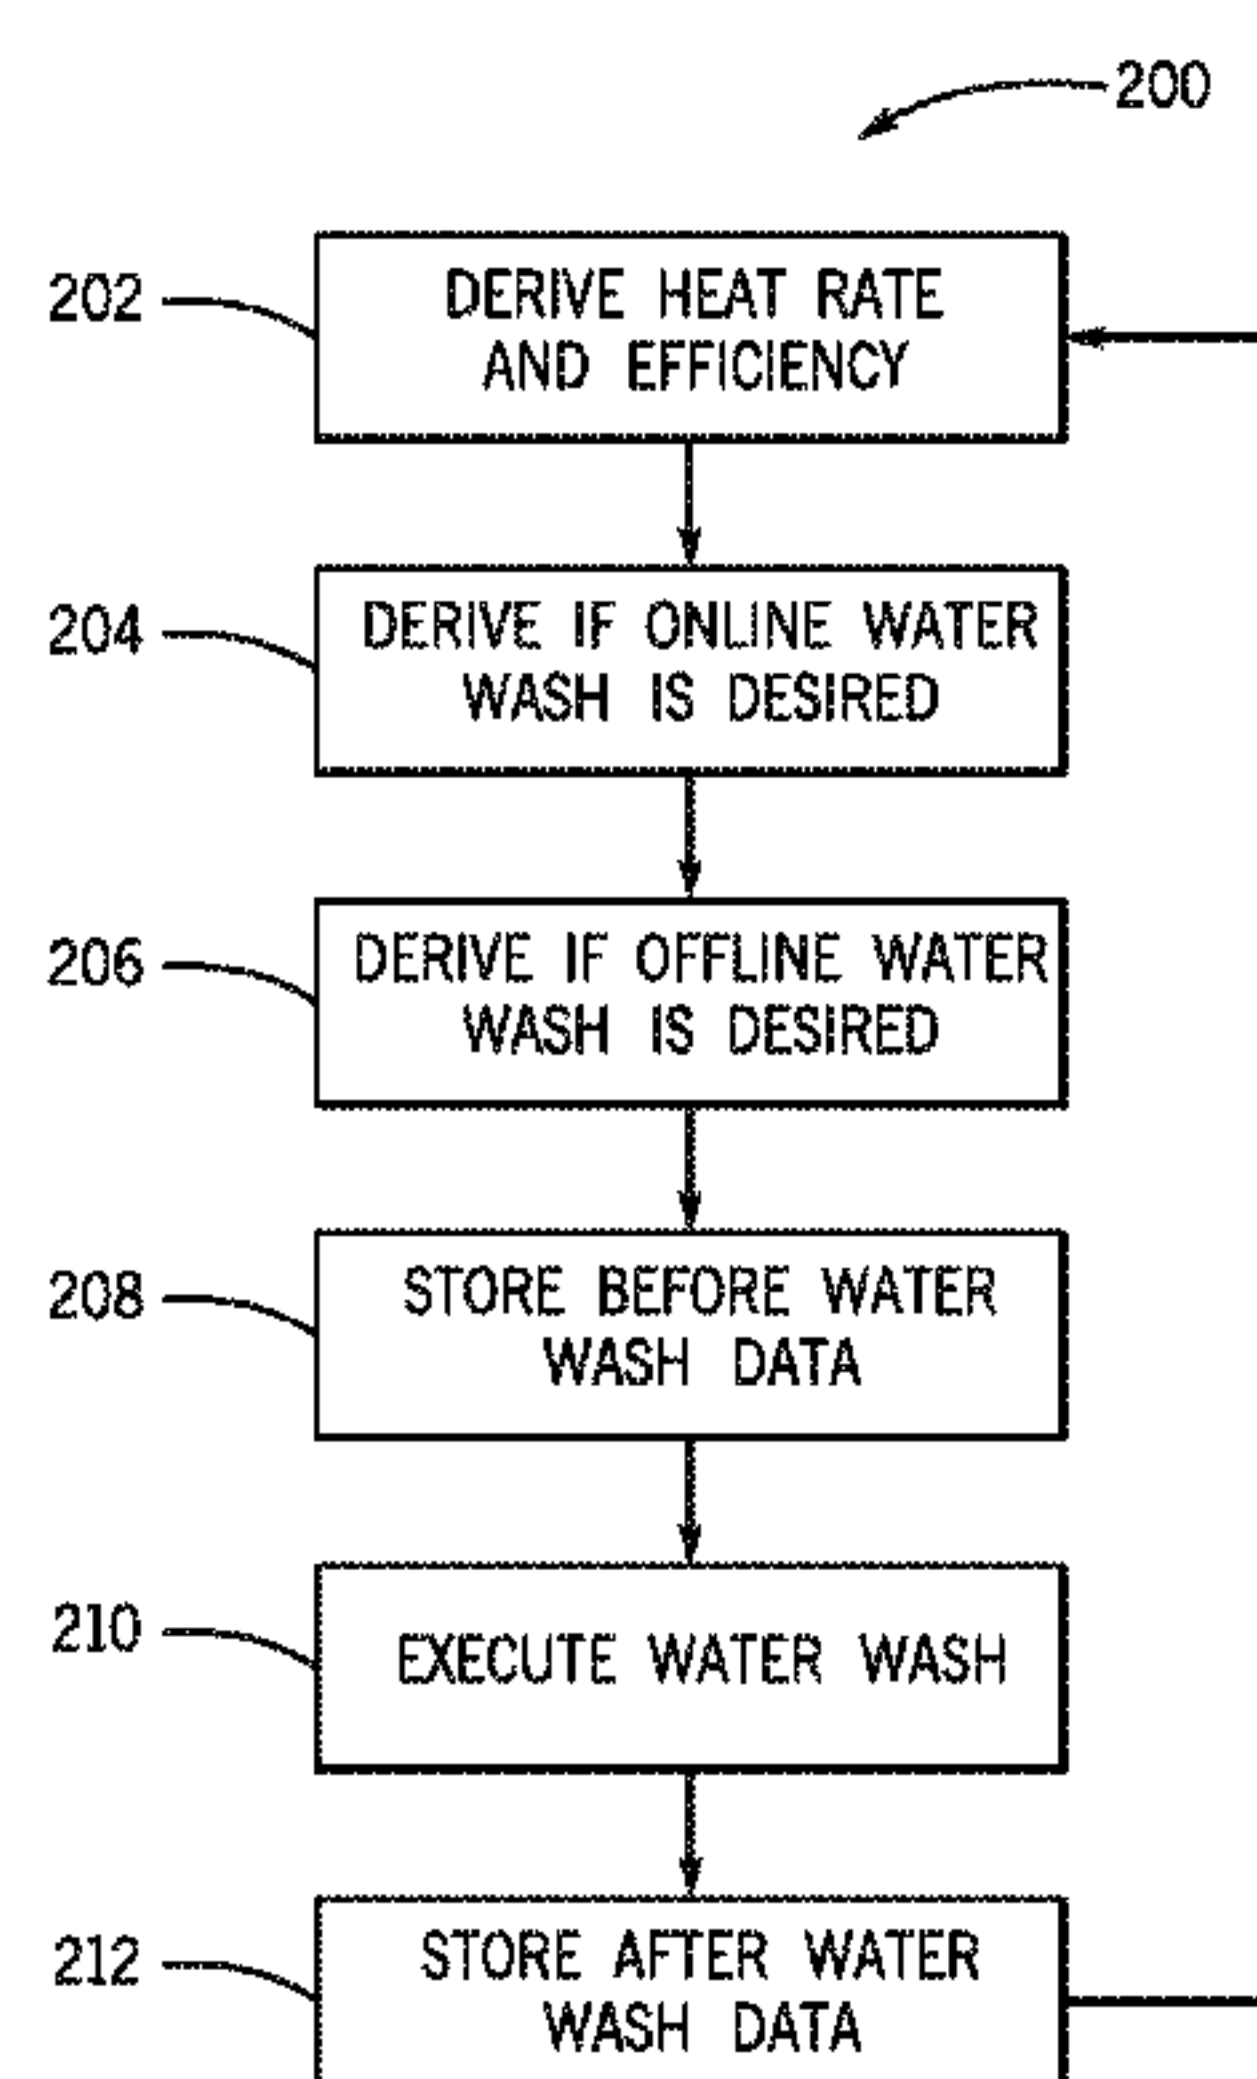 200
202
DERIVE HEAT RATE
AND EFFICIENCY
204
DERIVE IF ONLINE WATER
WASH IS DESIRED
206
DERIVE IF OFFLINE WATER
WASH IS DESIRED
208
STORE BEFORE WATER
WASH DATA
210
EXECUTE WATER WASH
212
STORE AFTER WATER
WASH DATA